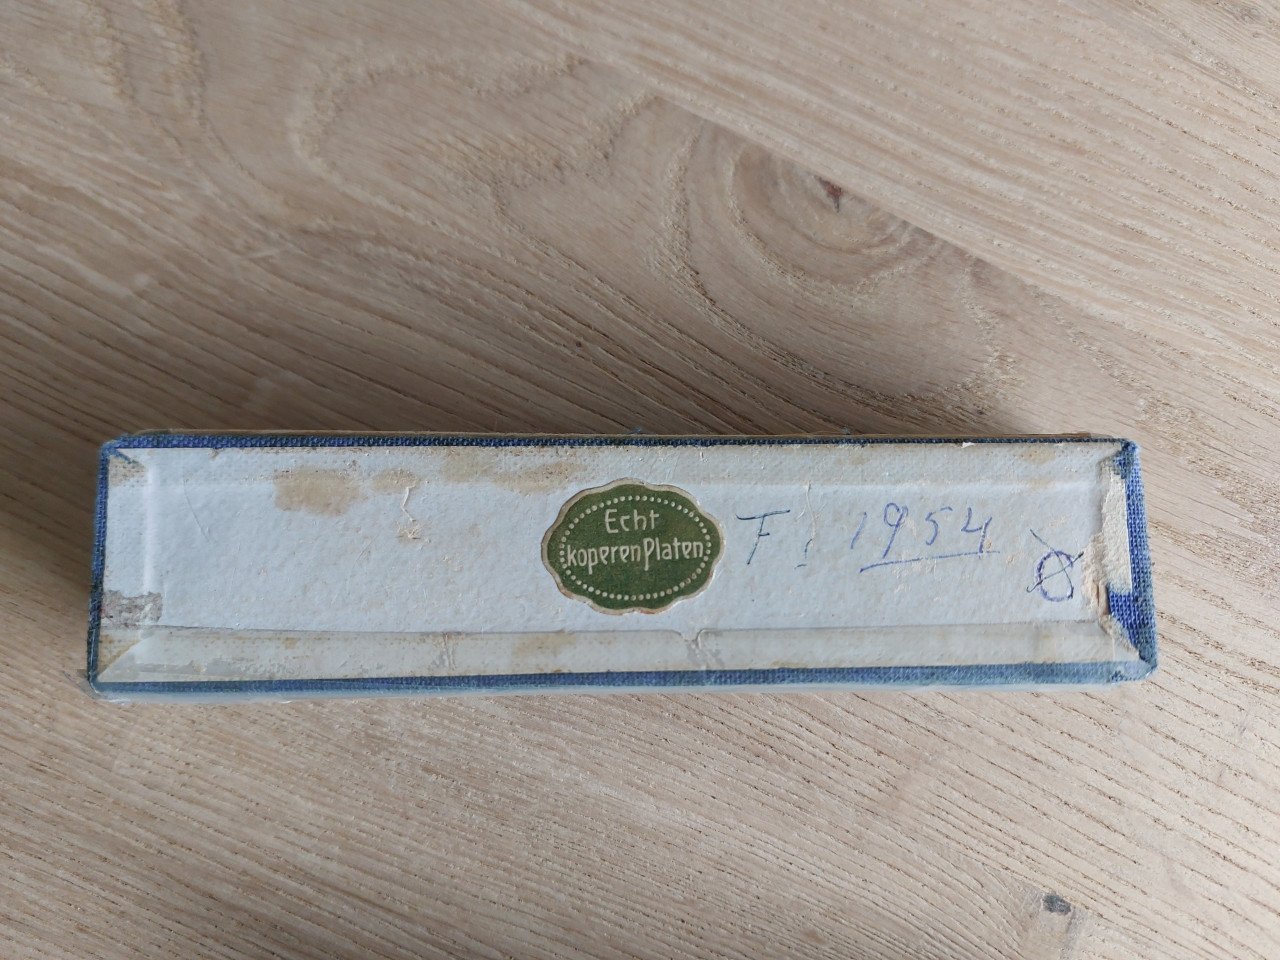 Echt
koperen Platen
F. 1954